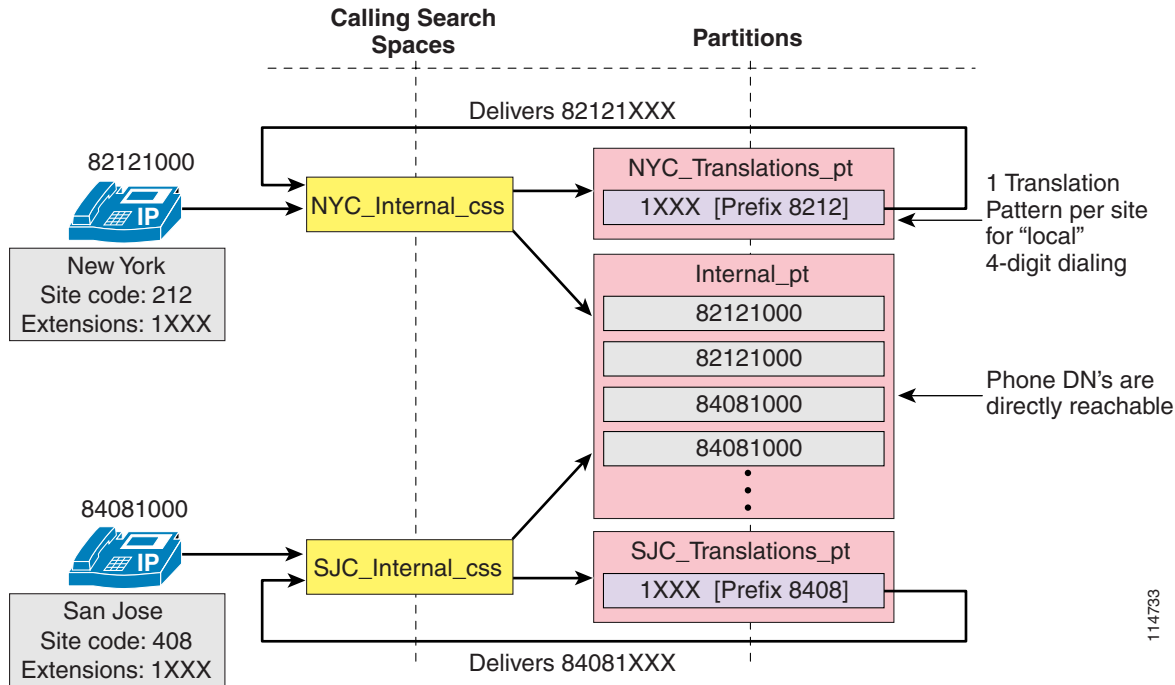 Calling Search
Spaces
Partitions
Delivers 82121XXX
82121000
IP
New York
Site code: 212
Extensions: 1XXX
NYC_Internal_css
NYC_Translations_pt
1XXX [Prefix 8212]
1 Translation
Pattern per site
for “local”
4-digit dialing
Internal_pt
82121000
82121000
84081000
84081000
Phone DN's are
directly reachable
84081000
IP
San Jose
Site code: 408
Extensions: 1XXX
SJC_Internal_css
SJC_Translations_pt
1XXX [Prefix 8408]
Delivers 84081XXX
114733